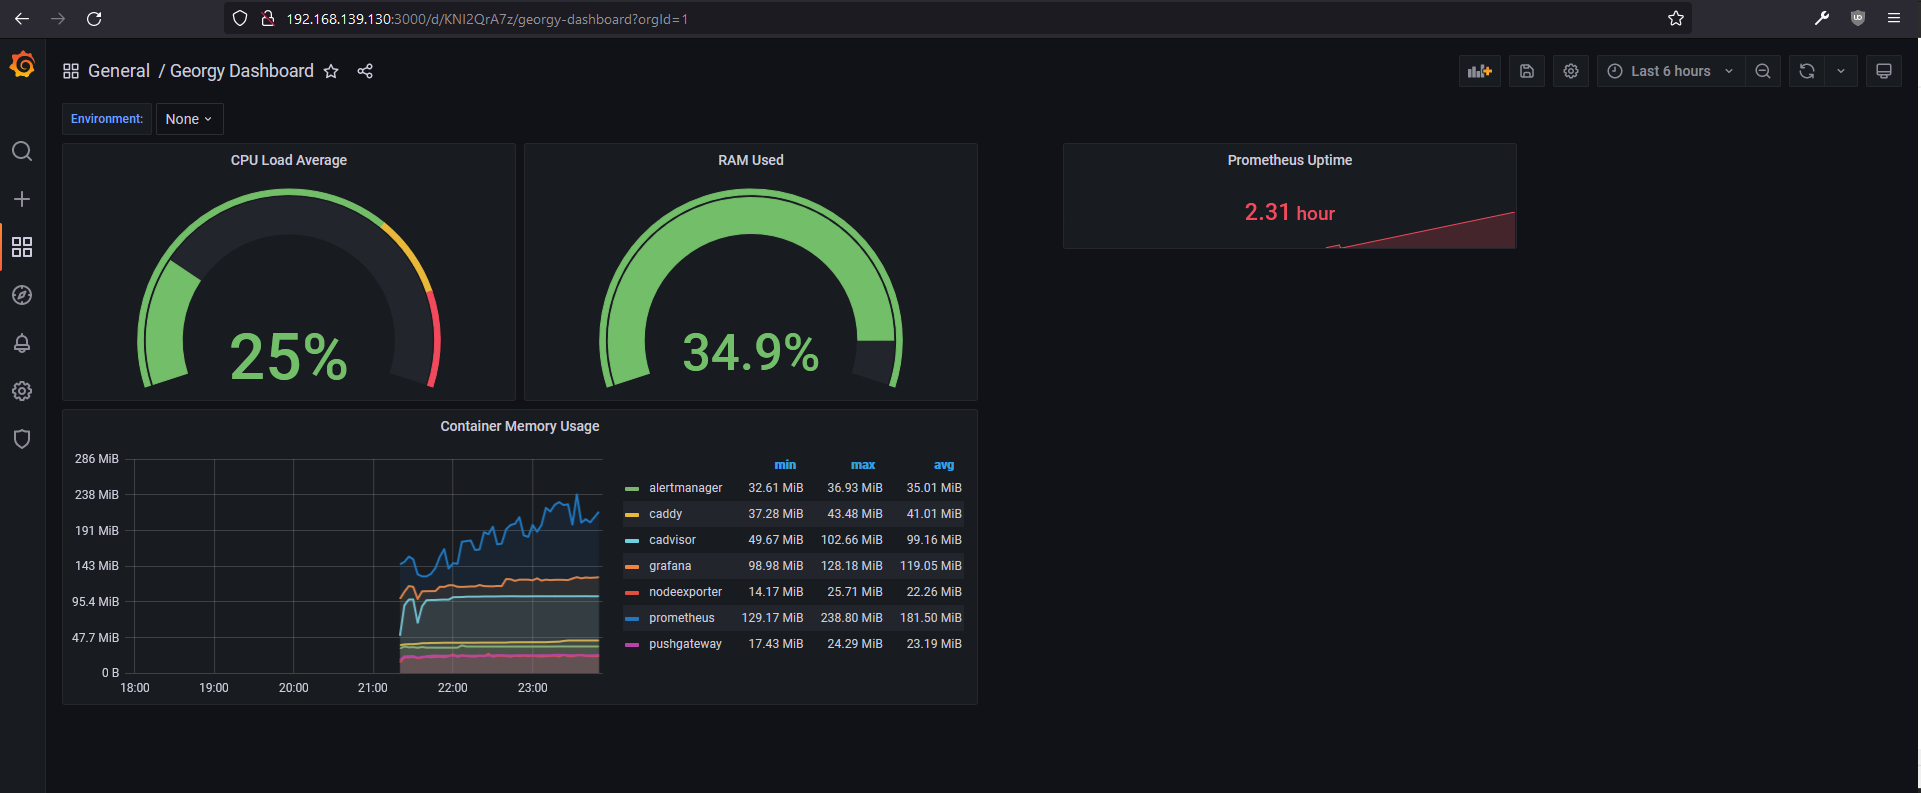 192.168.139.130:3000/d/KNI2QrA7z/georgy-dashboard?orgId=1
General / Georgy Dashboard
Last 6 hours
Environment: None
CPU Load Average
25%
RAM Used
34.9%
Prometheus Uptime
2.31 hour
Container Memory Usage
286 MiB
238 MiB
191 MiB
143 MiB
95.4 MiB
47.7 MiB
0 B
18:00 19:00 20:00 21:00 22:00 23:00
min max avg
alertmanager 32.61 MiB 36.93 MiB 35.01 MiB
caddy 37.28 MiB 43.48 MiB 41.01 MiB
cadvisor 49.67 MiB 102.66 MiB 99.16 MiB
grafana 98.98 MiB 128.18 MiB 119.05 MiB
nodeexporter 14.17 MiB 25.71 MiB 22.26 MiB
prometheus 129.17 MiB 238.80 MiB 181.50 MiB
pushgateway 17.43 MiB 24.29 MiB 23.19 MiB